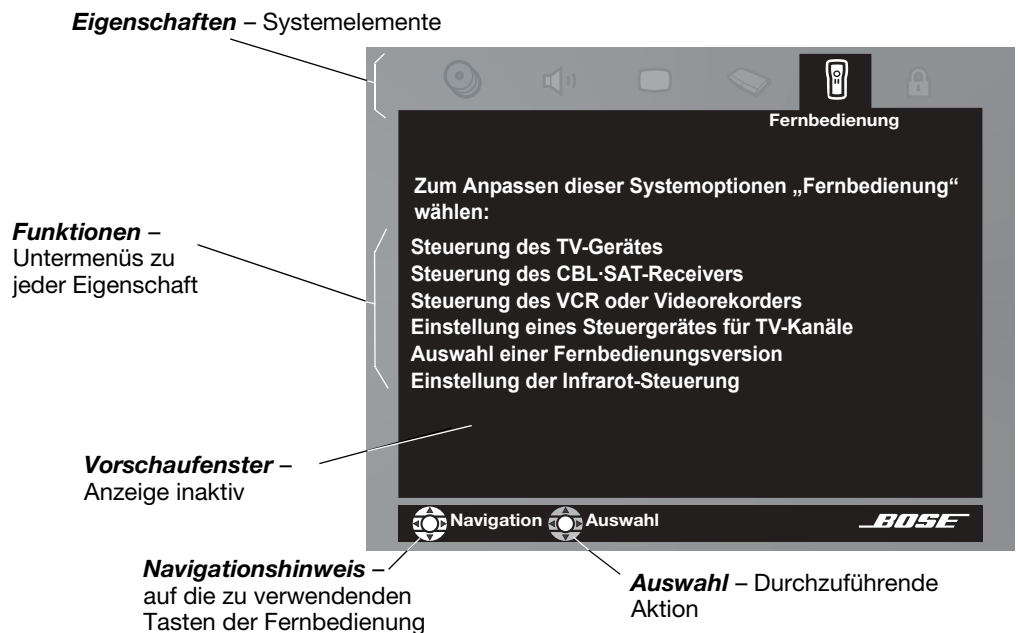 Eigenschaften – Systemelemente
Fernbedienung
Zum Anpassen dieser Systemoptionen „Fernbedienung“
wählen:
Funktionen –
Untermenüs zu
jeder Eigenschaft
Steuerung des TV-Gerätes
Steuerung des CBL·SAT-Receivers
Steuerung des VCR oder Videorekorders
Einstellung eines Steuergerätes für TV-Kanäle
Auswahl einer Fernbedienungsversion
Einstellung der Infrarot-Steuerung
Vorschaufenster –
Anzeige inaktiv
Navigation Auswahl BOSE
Navigationshinweis –
auf die zu verwendenden
Tasten der Fernbedienung
Auswahl – Durchzuführende
Aktion